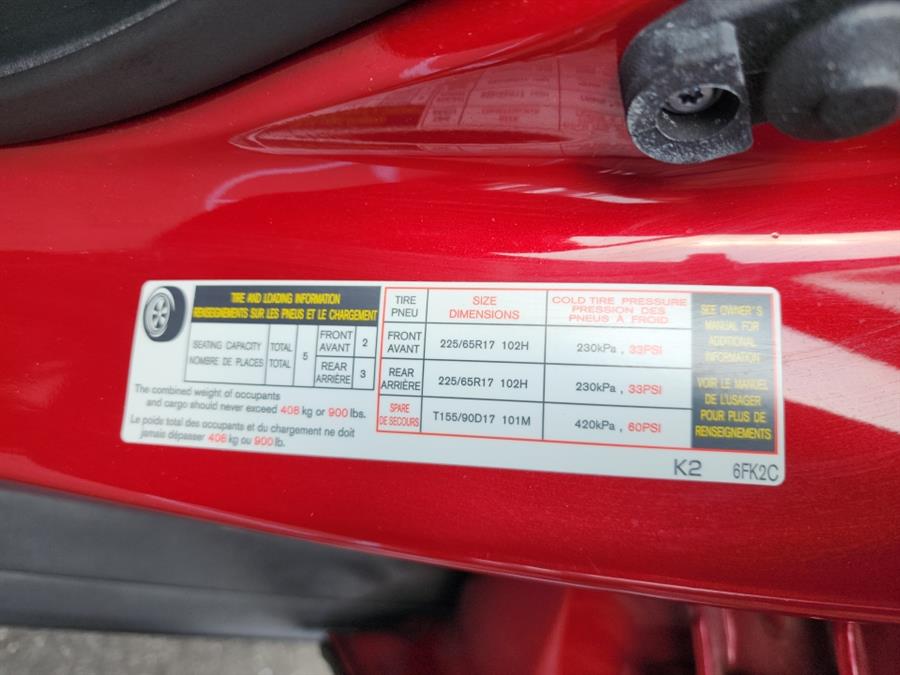 TIRE AND LOADING INFORMATION
RENSEIGNEMENTS SUR LES PNEUS ET LE CHARGEMENT
SEATING CAPACITY
NOMBRE DE PLACES
TOTAL
TOTAL
5
FRONT
AVANT
2
REAR
ARRIÈRE
3
The combined weight of occupants
and cargo should never exceed 408 kg or 900 lbs.
Le poids total des occupants et du chargement ne doit
jamais dépasser 408 kg ou 900 lb.
TIRE
PNEU
SIZE
DIMENSIONS
COLD TIRE PRESSURE
PRESSION DES
PNEUS À FROID
FRONT
AVANT
225/65R17 102H
230kPa , 33PSI
REAR
ARRIÈRE
225/65R17 102H
230kPa , 33PSI
SPARE
DE SECOURS
T155/90D17 101M
420kPa , 60PSI
SEE OWNER'S
MANUAL FOR
ADDITIONAL
INFORMATION
VOIR LE MANUEL
DE L'USAGER
POUR PLUS DE
RENSEIGNEMENTS
K2 6FK2C